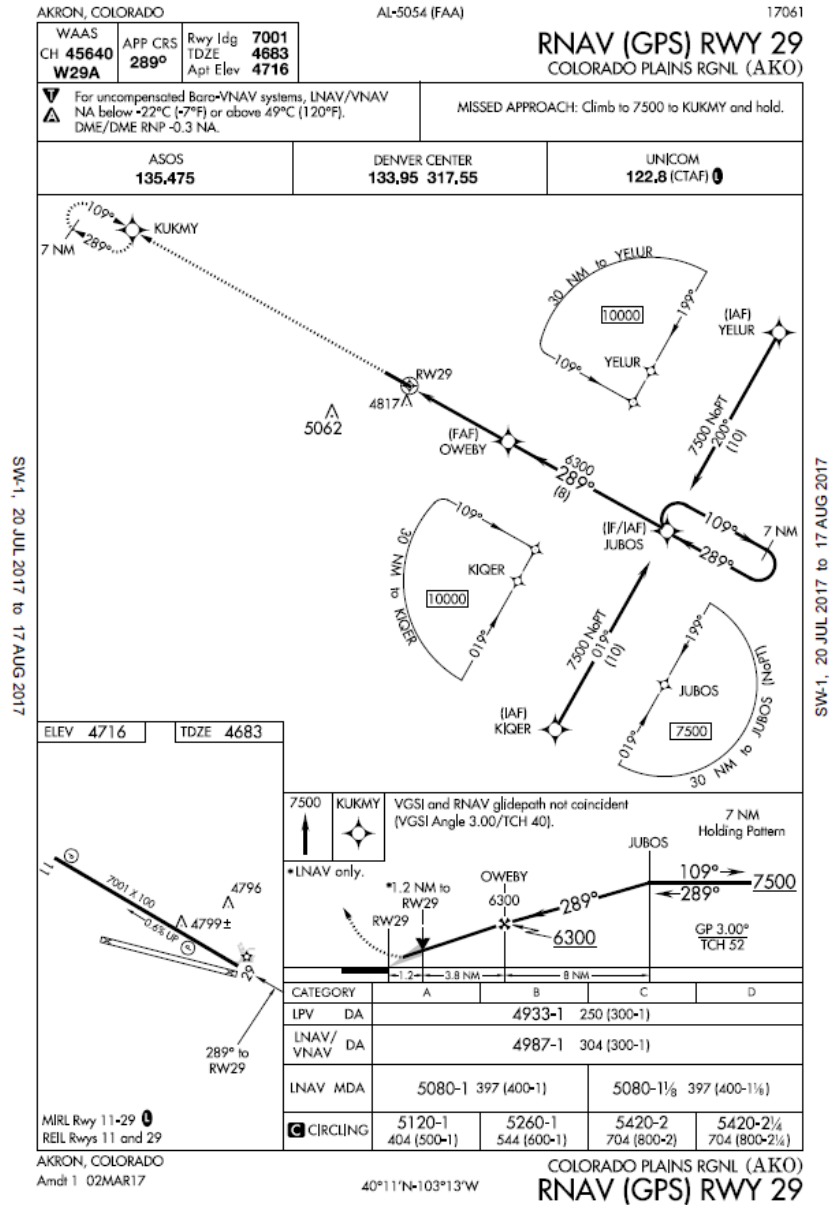 AKRON, COLORADO
AL-5054 (FAA)
17061
WAAS
CH 45640
W29A
APP CRS
289°
Rwy ldg 7001
TDZE 4683
Apt Elev 4716
RNAV (GPS) RWY 29
COLORADO PLAINS RGNL (AKO)
T
A
For uncompensated Baro-VNAV systems, LNAV/VNAV
NA below -22°C (-7°F) or above 49°C (120°F).
DME/DME RNP -0.3 NA.
MISSED APPROACH: Climb to 7500 to KUKMY and hold.
ASOS
135.475
DENVER CENTER
133.95 317.55
UNICOM
122.8 (CTAF) L
109°
289°
7 NM
KUKMY
30 NM to YELUR
10000
199°
109°
YELUR
(IAF)
YELUR
7500 NoPT
200°
(10)
RW29
4817
5062
(FAF)
OWEBY
6300
289°
(8)
(IF/IAF)
JUBOS
109°
289°
7 NM
30 NM to KIQER
109°
KIQER
10000
019°
7500 NoPT
019°
(10)
(IAF)
KIQER
199°
JUBOS
7500
019°
30 NM to JUBOS (NoPT)
SW-1, 20 JUL 2017 to 17 AUG 2017
SW-1, 20 JUL 2017 to 17 AUG 2017
ELEV 4716
TDZE 4683
11
P
7001 X 100
0.6% UP
P
4796
4799±
29
289° to
RW29
MIRL Rwy 11-29 L
REIL Rwys 11 and 29
7500
KUKMY
VGSI and RNAV glidepath not coincident
(VGSI Angle 3.00/TCH 40).
7 NM
Holding Pattern
*LNAV only.
*1.2 NM to
RW29
RW29
OWEBY
6300
JUBOS
289°
6300
109°
289°
7500
GP 3.00°
TCH 52
1.2
3.8 NM
8 NM
CATEGORY A B C D
LPV DA 4933-1 250 (300-1)
LNAV/
VNAV DA 4987-1 304 (300-1)
LNAV MDA 5080-1 397 (400-1) 5080-1⅛ 397 (400-1⅛)
C CIRCLING 5120-1 5260-1 5420-2 5420-2¼
404 (500-1) 544 (600-1) 704 (800-2) 704 (800-2¼)
AKRON, COLORADO
Amdt 1 02MAR17
40°11'N-103°13'W
COLORADO PLAINS RGNL (AKO)
RNAV (GPS) RWY 29